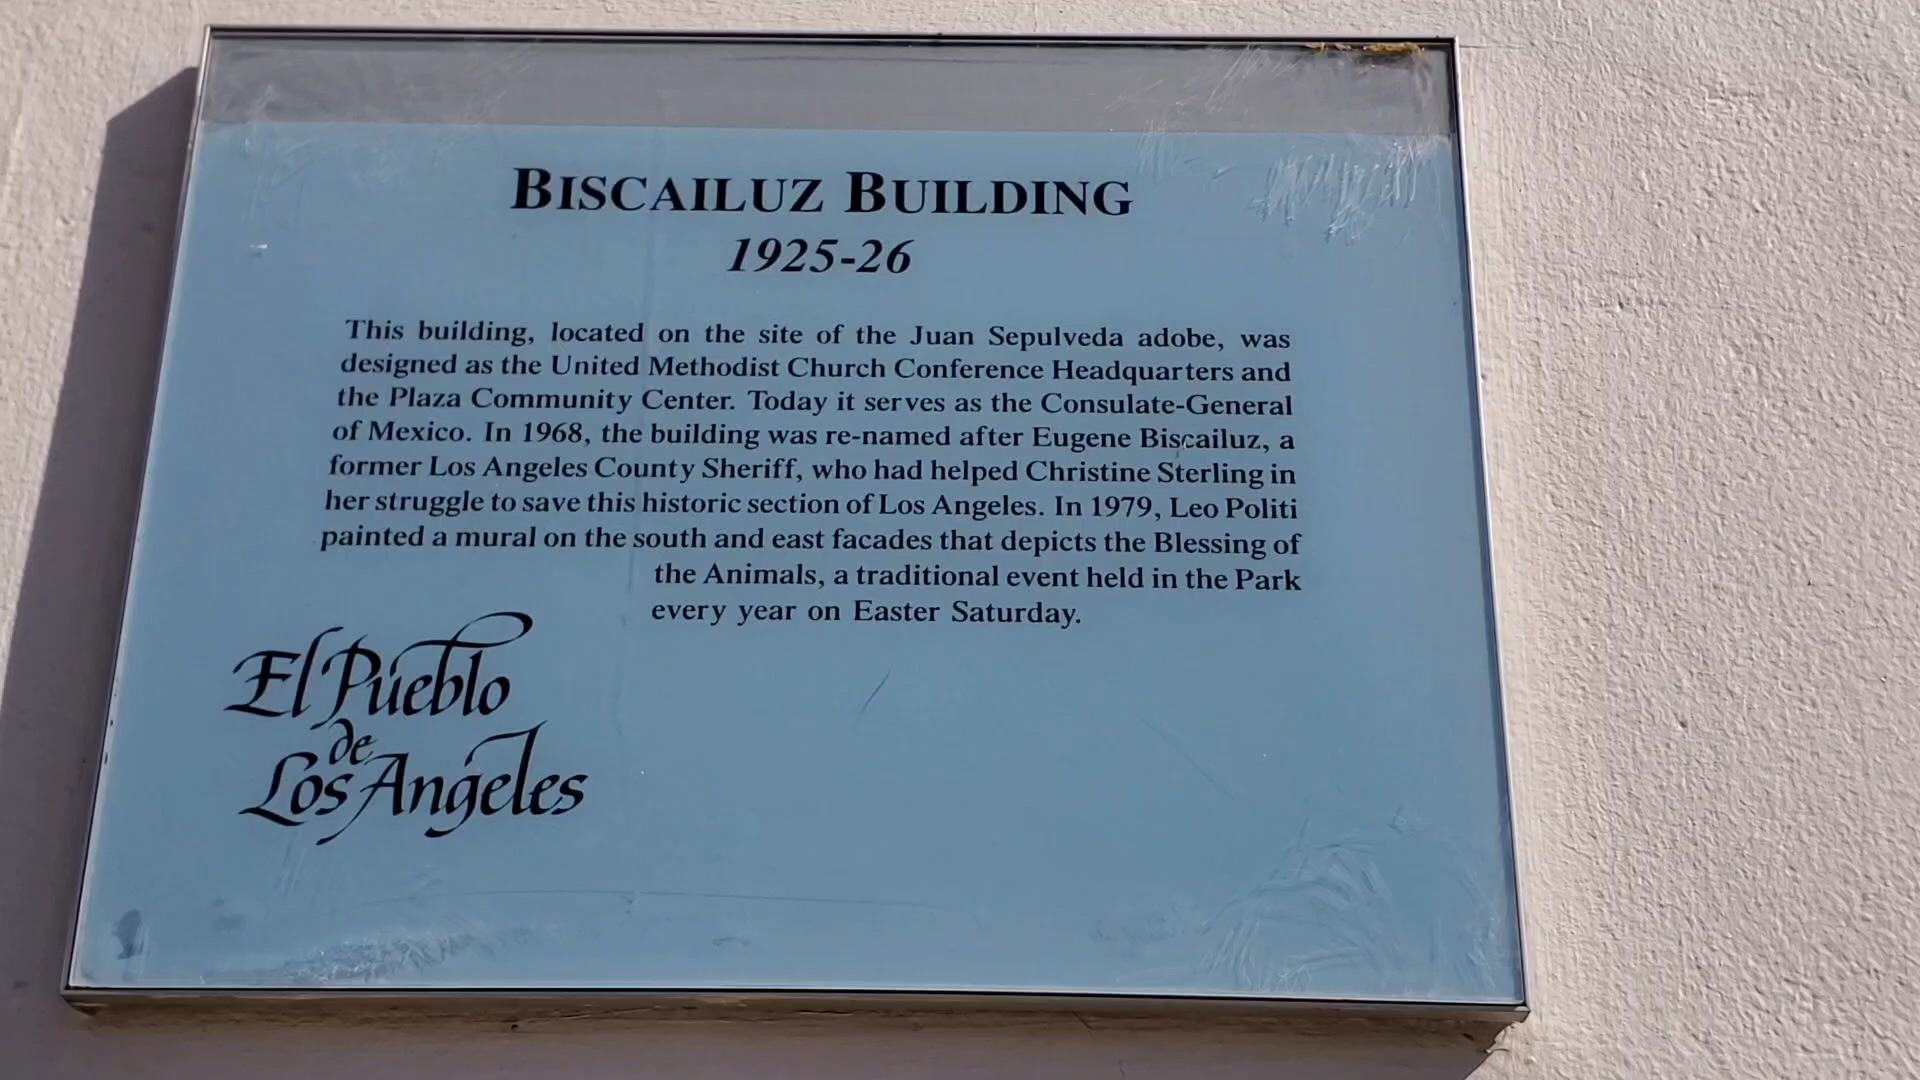 BISCAILUZ BUILDING
1925-26
This building, located on the site of the Juan Sepulveda adobe, was
designed as the United Methodist Church Conference Headquarters and
the Plaza Community Center. Today it serves as the Consulate-General
of Mexico. In 1968, the building was re-named after Eugene Biscailuz, a
former Los Angeles County Sheriff, who had helped Christine Sterling in
her struggle to save this historic section of Los Angeles. In 1979, Leo Politi
painted a mural on the south and east facades that depicts the Blessing of
the Animals, a traditional event held in the Park
every year on Easter Saturday.
El Pueblo
de
Los Angeles